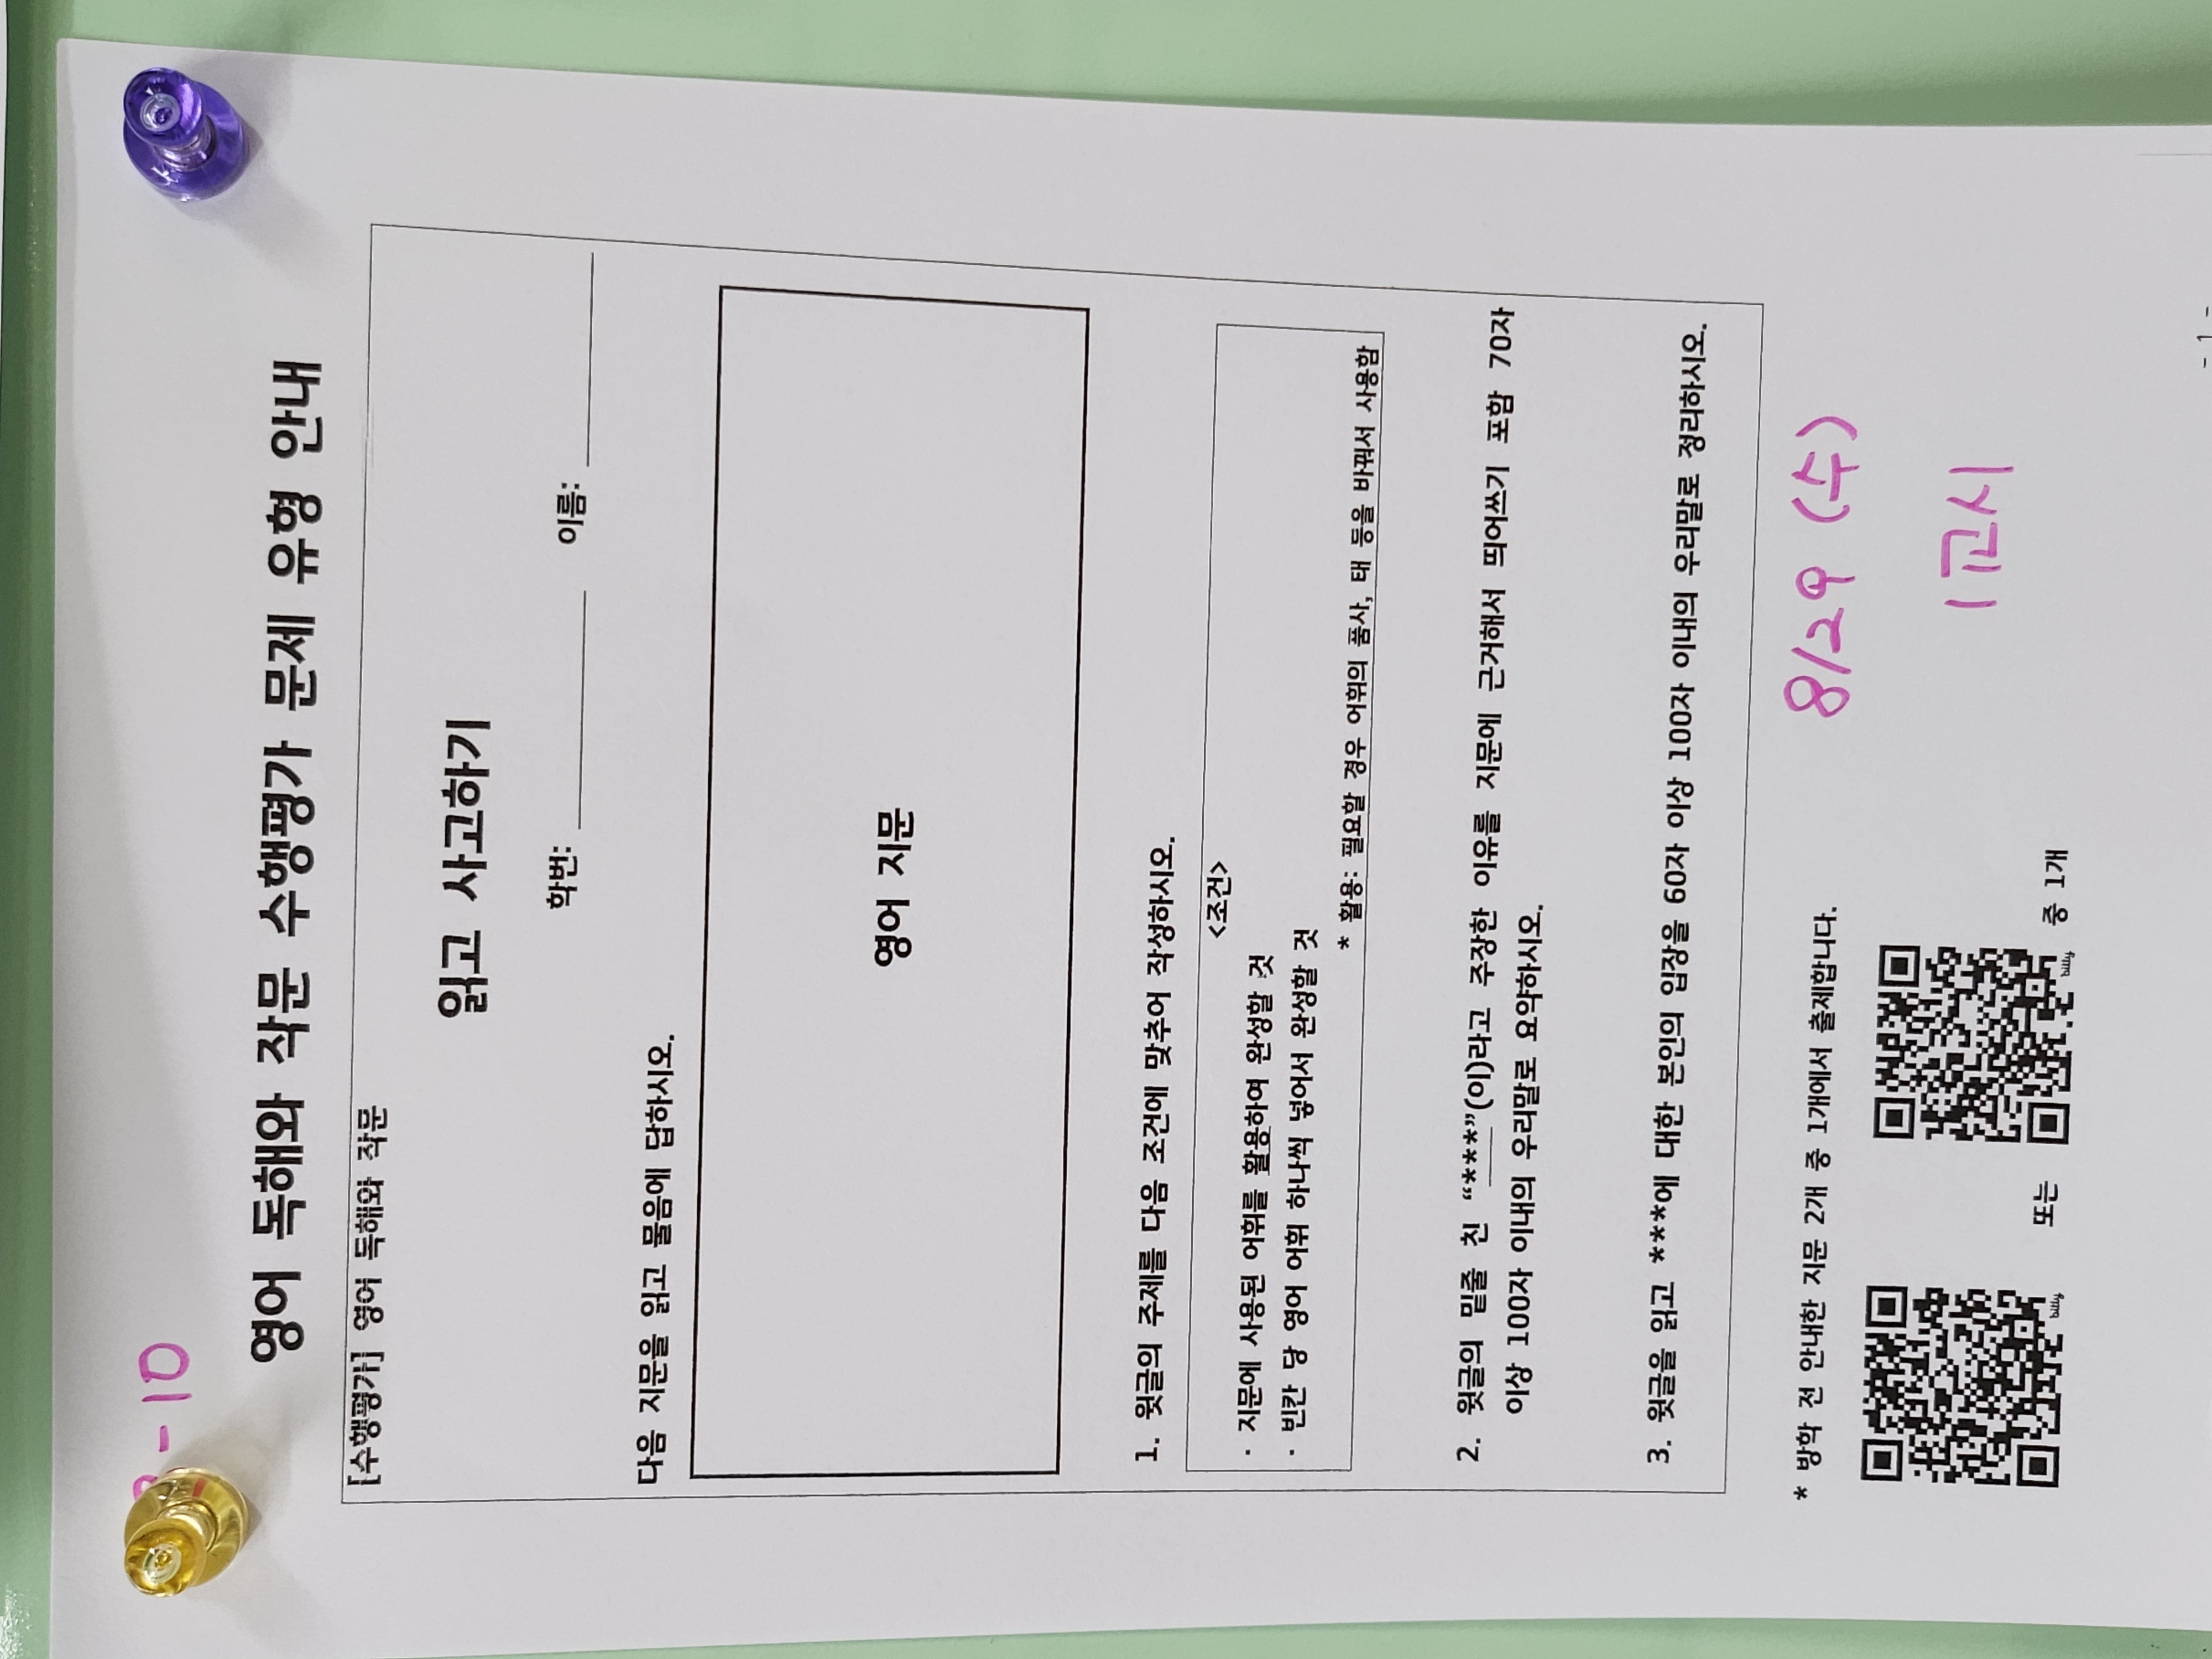 -10
영어 독해와 작문 수행평가 문제 유형 안내
[수행평가] 영어 독해와 작문
읽고 사고하기
학번: 이름:
다음 지문을 읽고 물음에 답하시오.
영어 지문
1. 윗글의 주제를 다음 조건에 맞추어 작성하시오.
<조건>
· 지문에 사용된 어휘를 활용하여 완성할 것
· 빈칸 당 영어 어휘 하나씩 넣어서 완성할 것
* 활용: 필요할 경우 어휘의 품사, 태 등을 바꿔서 사용함
2. 윗글의 밑줄 친 “***”(이)라고 주장한 이유를 지문에 근거해서 띄어쓰기 포함 70자
이상 100자 이내의 우리말로 요약하시오.
3. 윗글을 읽고 ***에 대한 본인의 입장을 60자 이상 100자 이내의 우리말로 정리하시오.
* 방학 전 안내한 지문 2개 중 1개에서 출제합니다.
8/29 (수)
1교시
bitly 또는 bitly 중 1개
- 1 -